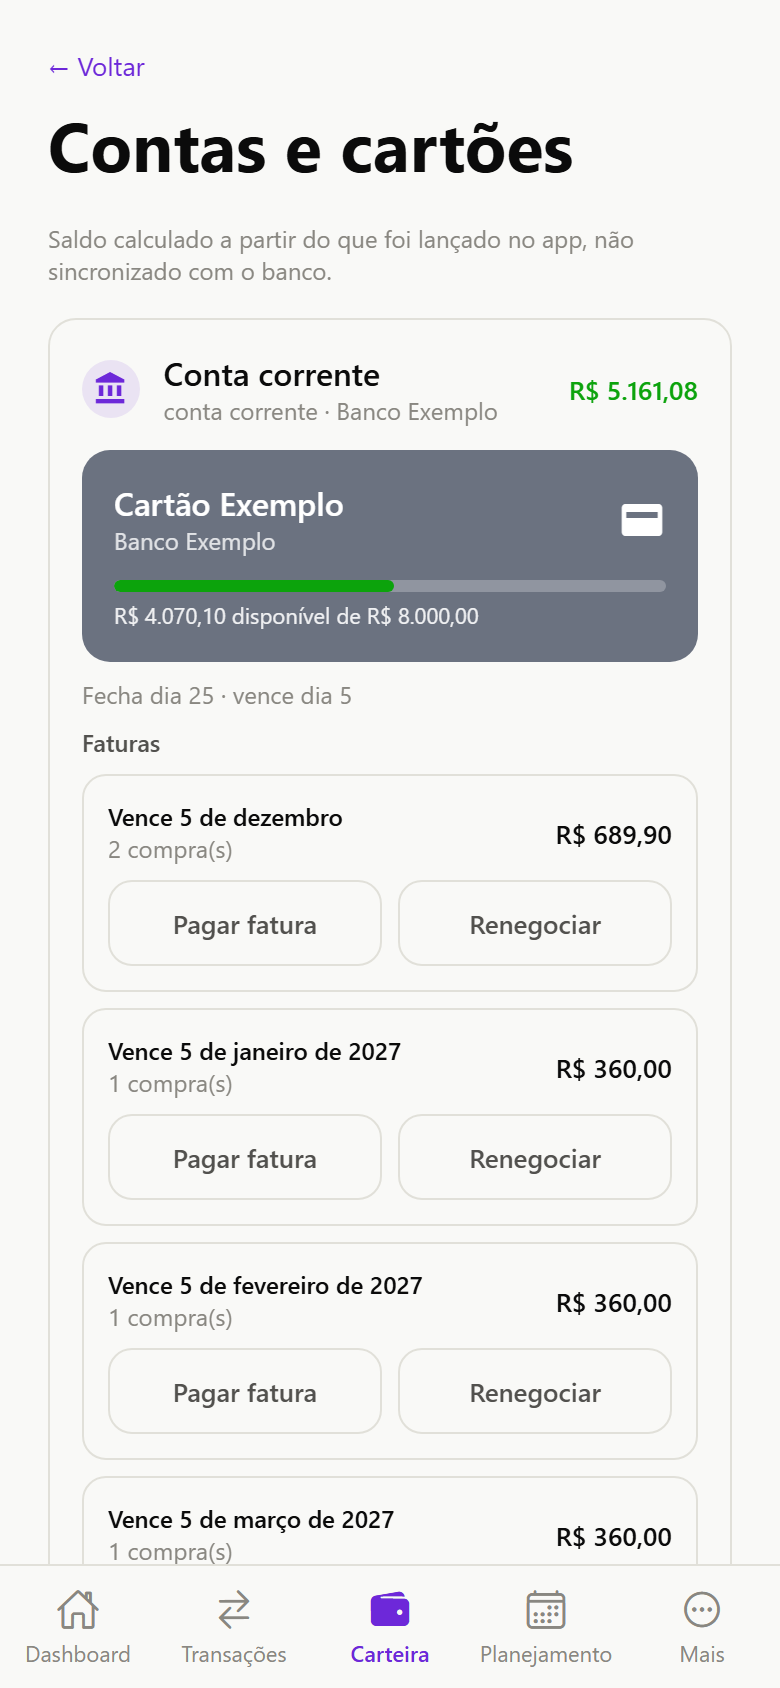 ← Voltar
Contas e cartões
Saldo calculado a partir do que foi lançado no app, não
sincronizado com o banco.
Conta corrente
conta corrente · Banco Exemplo
R$ 5.161,08
Cartão Exemplo
Banco Exemplo
R$ 4.070,10 disponível de R$ 8.000,00
Fecha dia 25 · vence dia 5
Faturas
Vence 5 de dezembro
2 compra(s)
R$ 689,90
Pagar fatura
Renegociar
Vence 5 de janeiro de 2027
1 compra(s)
R$ 360,00
Pagar fatura
Renegociar
Vence 5 de fevereiro de 2027
1 compra(s)
R$ 360,00
Pagar fatura
Renegociar
Vence 5 de março de 2027
1 compra(s)
R$ 360,00
Dashboard
Transações
Carteira
Planejamento
Mais